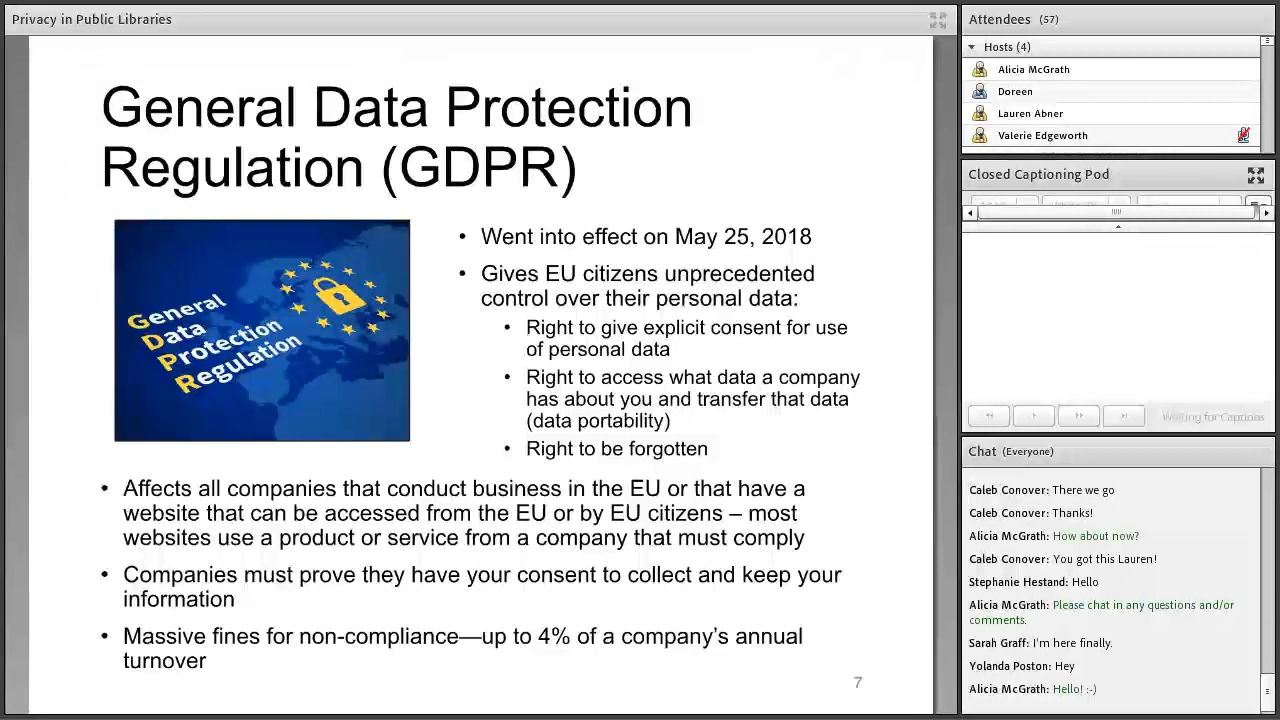 Privacy in Public Libraries
General Data Protection
Regulation (GDPR)
General
Data
Protection
Regulation
• Went into effect on May 25, 2018
• Gives EU citizens unprecedented
control over their personal data:
• Right to give explicit consent for use
of personal data
• Right to access what data a company
has about you and transfer that data
(data portability)
• Right to be forgotten
• Affects all companies that conduct business in the EU or that have a
website that can be accessed from the EU or by EU citizens – most
websites use a product or service from a company that must comply
• Companies must prove they have your consent to collect and keep your
information
• Massive fines for non-compliance—up to 4% of a company's annual
turnover
7
Attendees (57)
Hosts (4)
Alicia McGrath
Doreen
Lauren Abner
Valerie Edgeworth
Closed Captioning Pod
Waiting for Captions
Chat (Everyone)
Caleb Conover: There we go
Caleb Conover: Thanks!
Alicia McGrath: How about now?
Caleb Conover: You got this Lauren!
Stephanie Hestand: Hello
Alicia McGrath: Please chat in any questions and/or
comments.
Sarah Graff: I'm here finally.
Yolanda Poston: Hey
Alicia McGrath: Hello! :-)